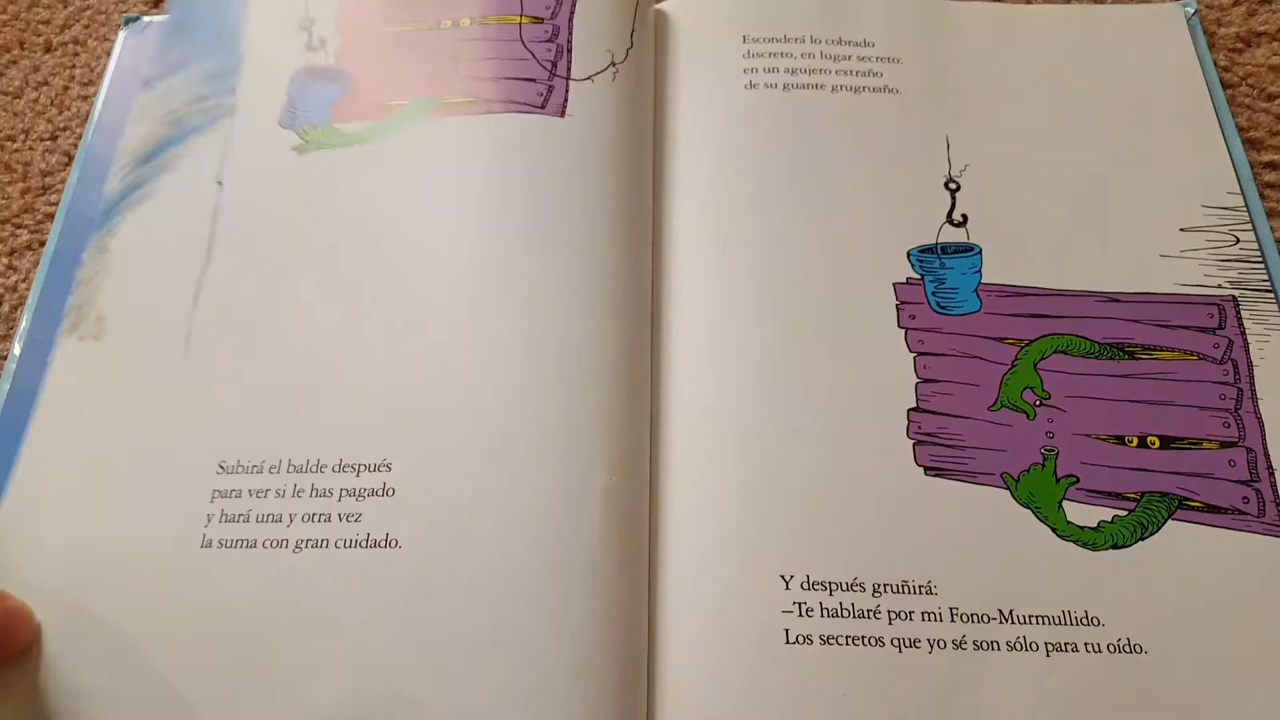 Subirá el balde después
para ver si le has pagado
y hará una y otra vez
la suma con gran cuidado.
Esconderá lo cobrado
discreto, en lugar secreto:
en un agujero extraño
de su guante grugruaño.
Y después gruñirá:
–Te hablaré por mi Fono-Murmullido.
Los secretos que yo sé son sólo para tu oído.